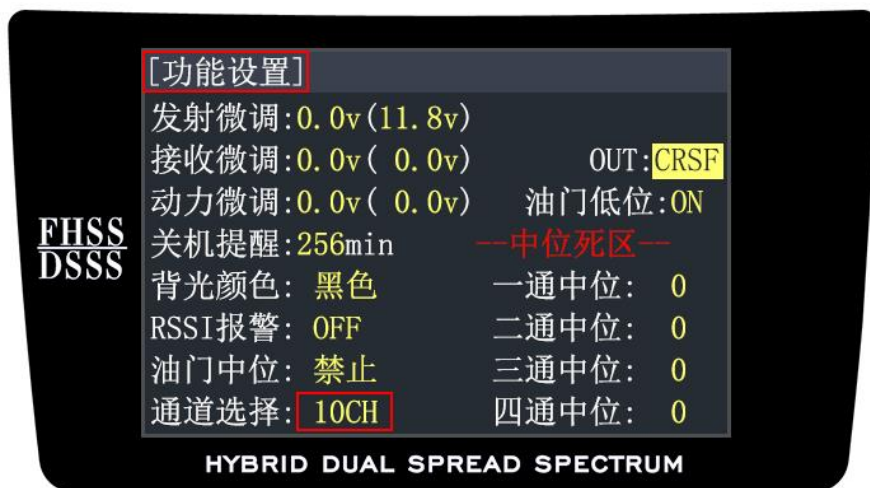 [功能设置]
发射微调:0.0v(11.8v)
接收微调:0.0v( 0.0v) OUT:CRSF
动力微调:0.0v( 0.0v) 油门低位:ON
关机提醒:256min --中位死区--
背光颜色: 黑色 一通中位: 0
RSSI报警: OFF 二通中位: 0
油门中位: 禁止 三通中位: 0
通道选择: 10CH 四通中位: 0
FHSS
DSSS
HYBRID DUAL SPREAD SPECTRUM